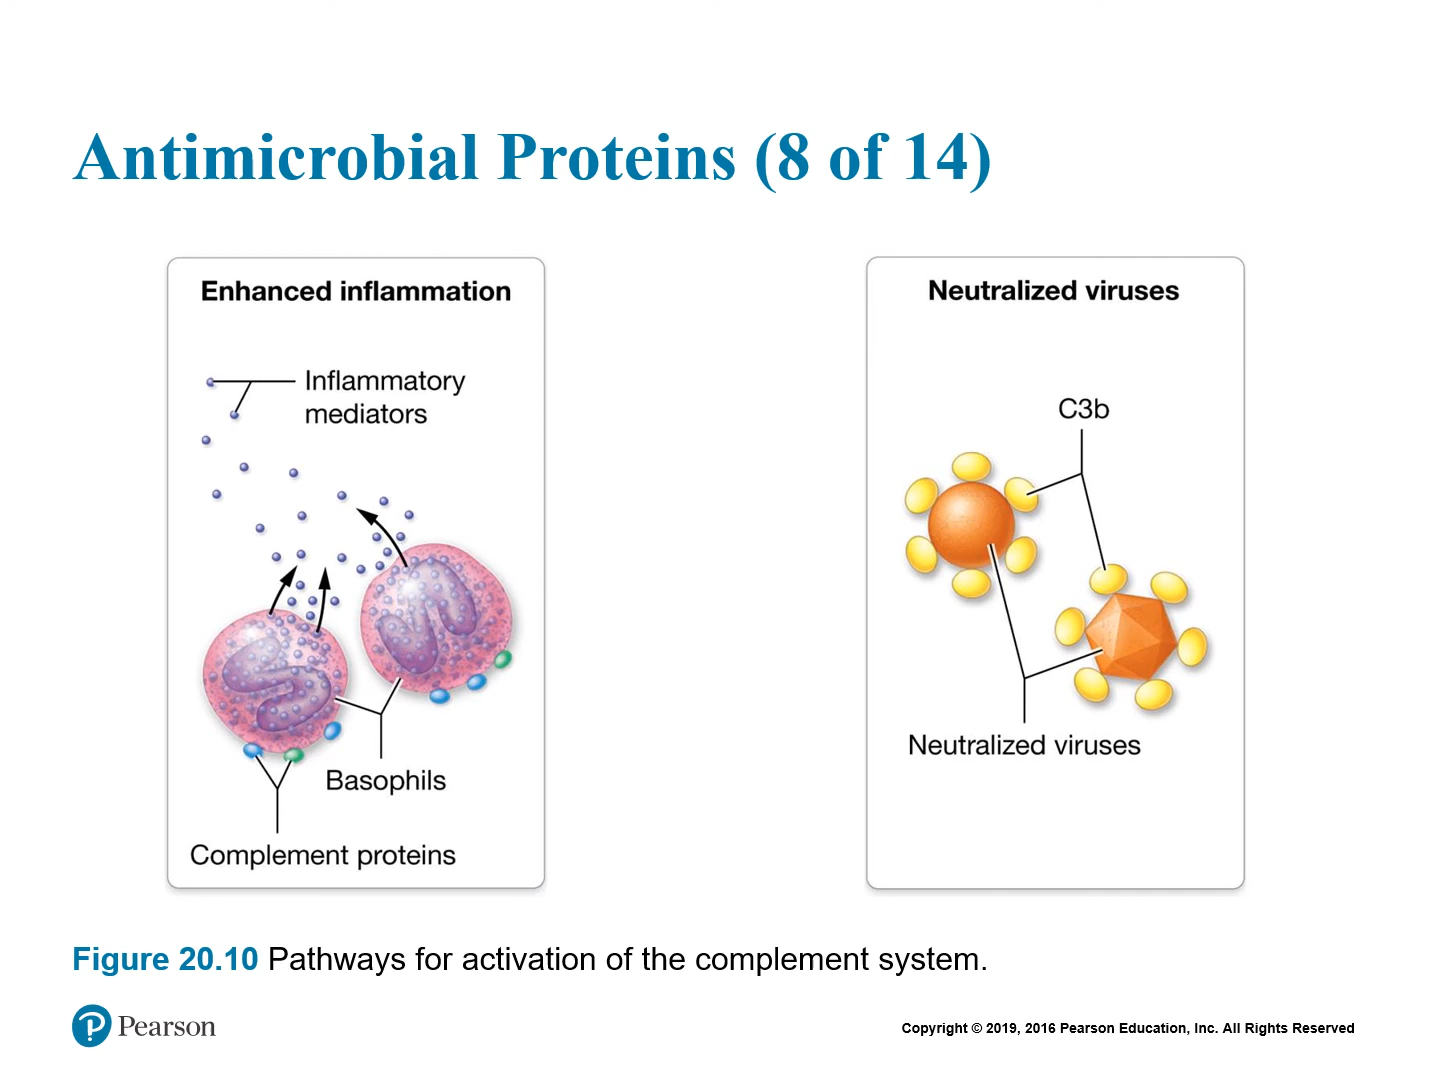 Antimicrobial Proteins (8 of 14)
Enhanced inflammation
Inflammatory
mediators
Basophils
Complement proteins
Neutralized viruses
C3b
Neutralized viruses
Figure 20.10 Pathways for activation of the complement system.
P Pearson
Copyright © 2019, 2016 Pearson Education, Inc. All Rights Reserved